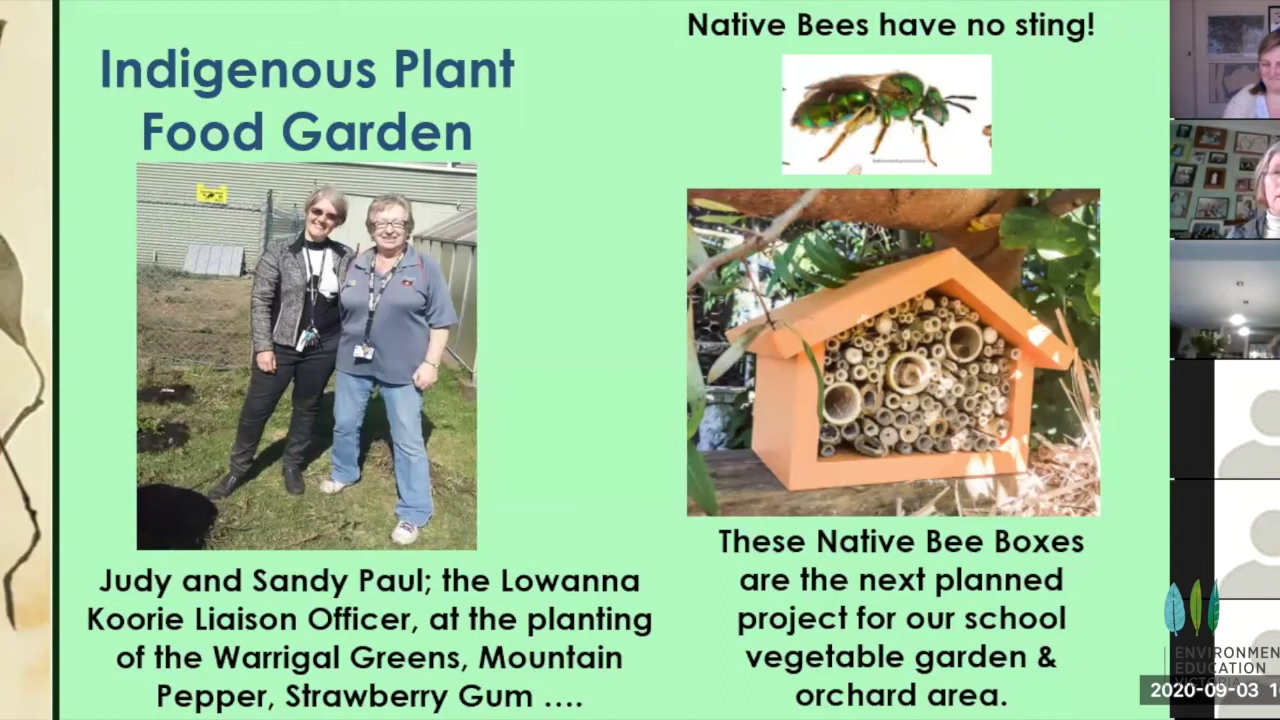 Indigenous Plant
Food Garden
Judy and Sandy Paul; the Lowanna
Koorie Liaison Officer, at the planting
of the Warrigal Greens, Mountain
Pepper, Strawberry Gum ....
Native Bees have no sting!
These Native Bee Boxes
are the next planned
project for our school
vegetable garden &
orchard area.
EDUCATION
2020-09-03